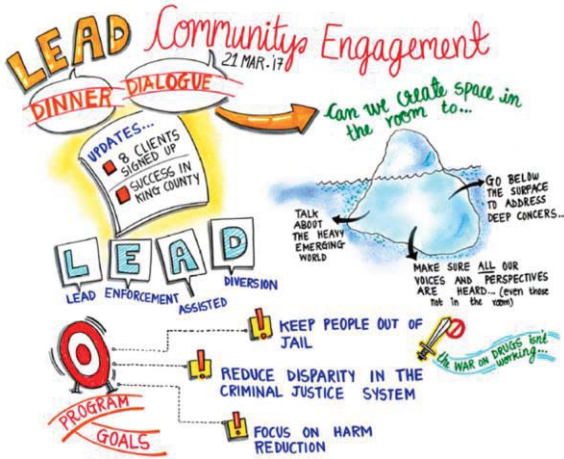 LEAD Communitys Engagement
21 MAR. '17
DINNER DIALOGUE
UPDATES...
8 CLIENTS
SIGNED UP
SUCCESS IN
KING COUNTY
Can we create space in
the room to...
TALK
ABOUT
THE HEAVY
EMERGING
WORLD
GO BELOW
THE SURFACE
TO ADDRESS
DEEP CONCERS..
MAKE SURE ALL OUR
VOICES AND PERSPECTIVES
ARE HEARD... (even those
not in the room)
L E A D
LEAD ENFORCEMENT ASSISTED DIVERSION
PROGRAM
GOALS
KEEP PEOPLE OUT OF
JAIL
REDUCE DISPARITY IN THE
CRIMINAL JUSTICE SYSTEM
FOCUS ON HARM
REDUCTION
the WAR ON DRUGS isn't
working...